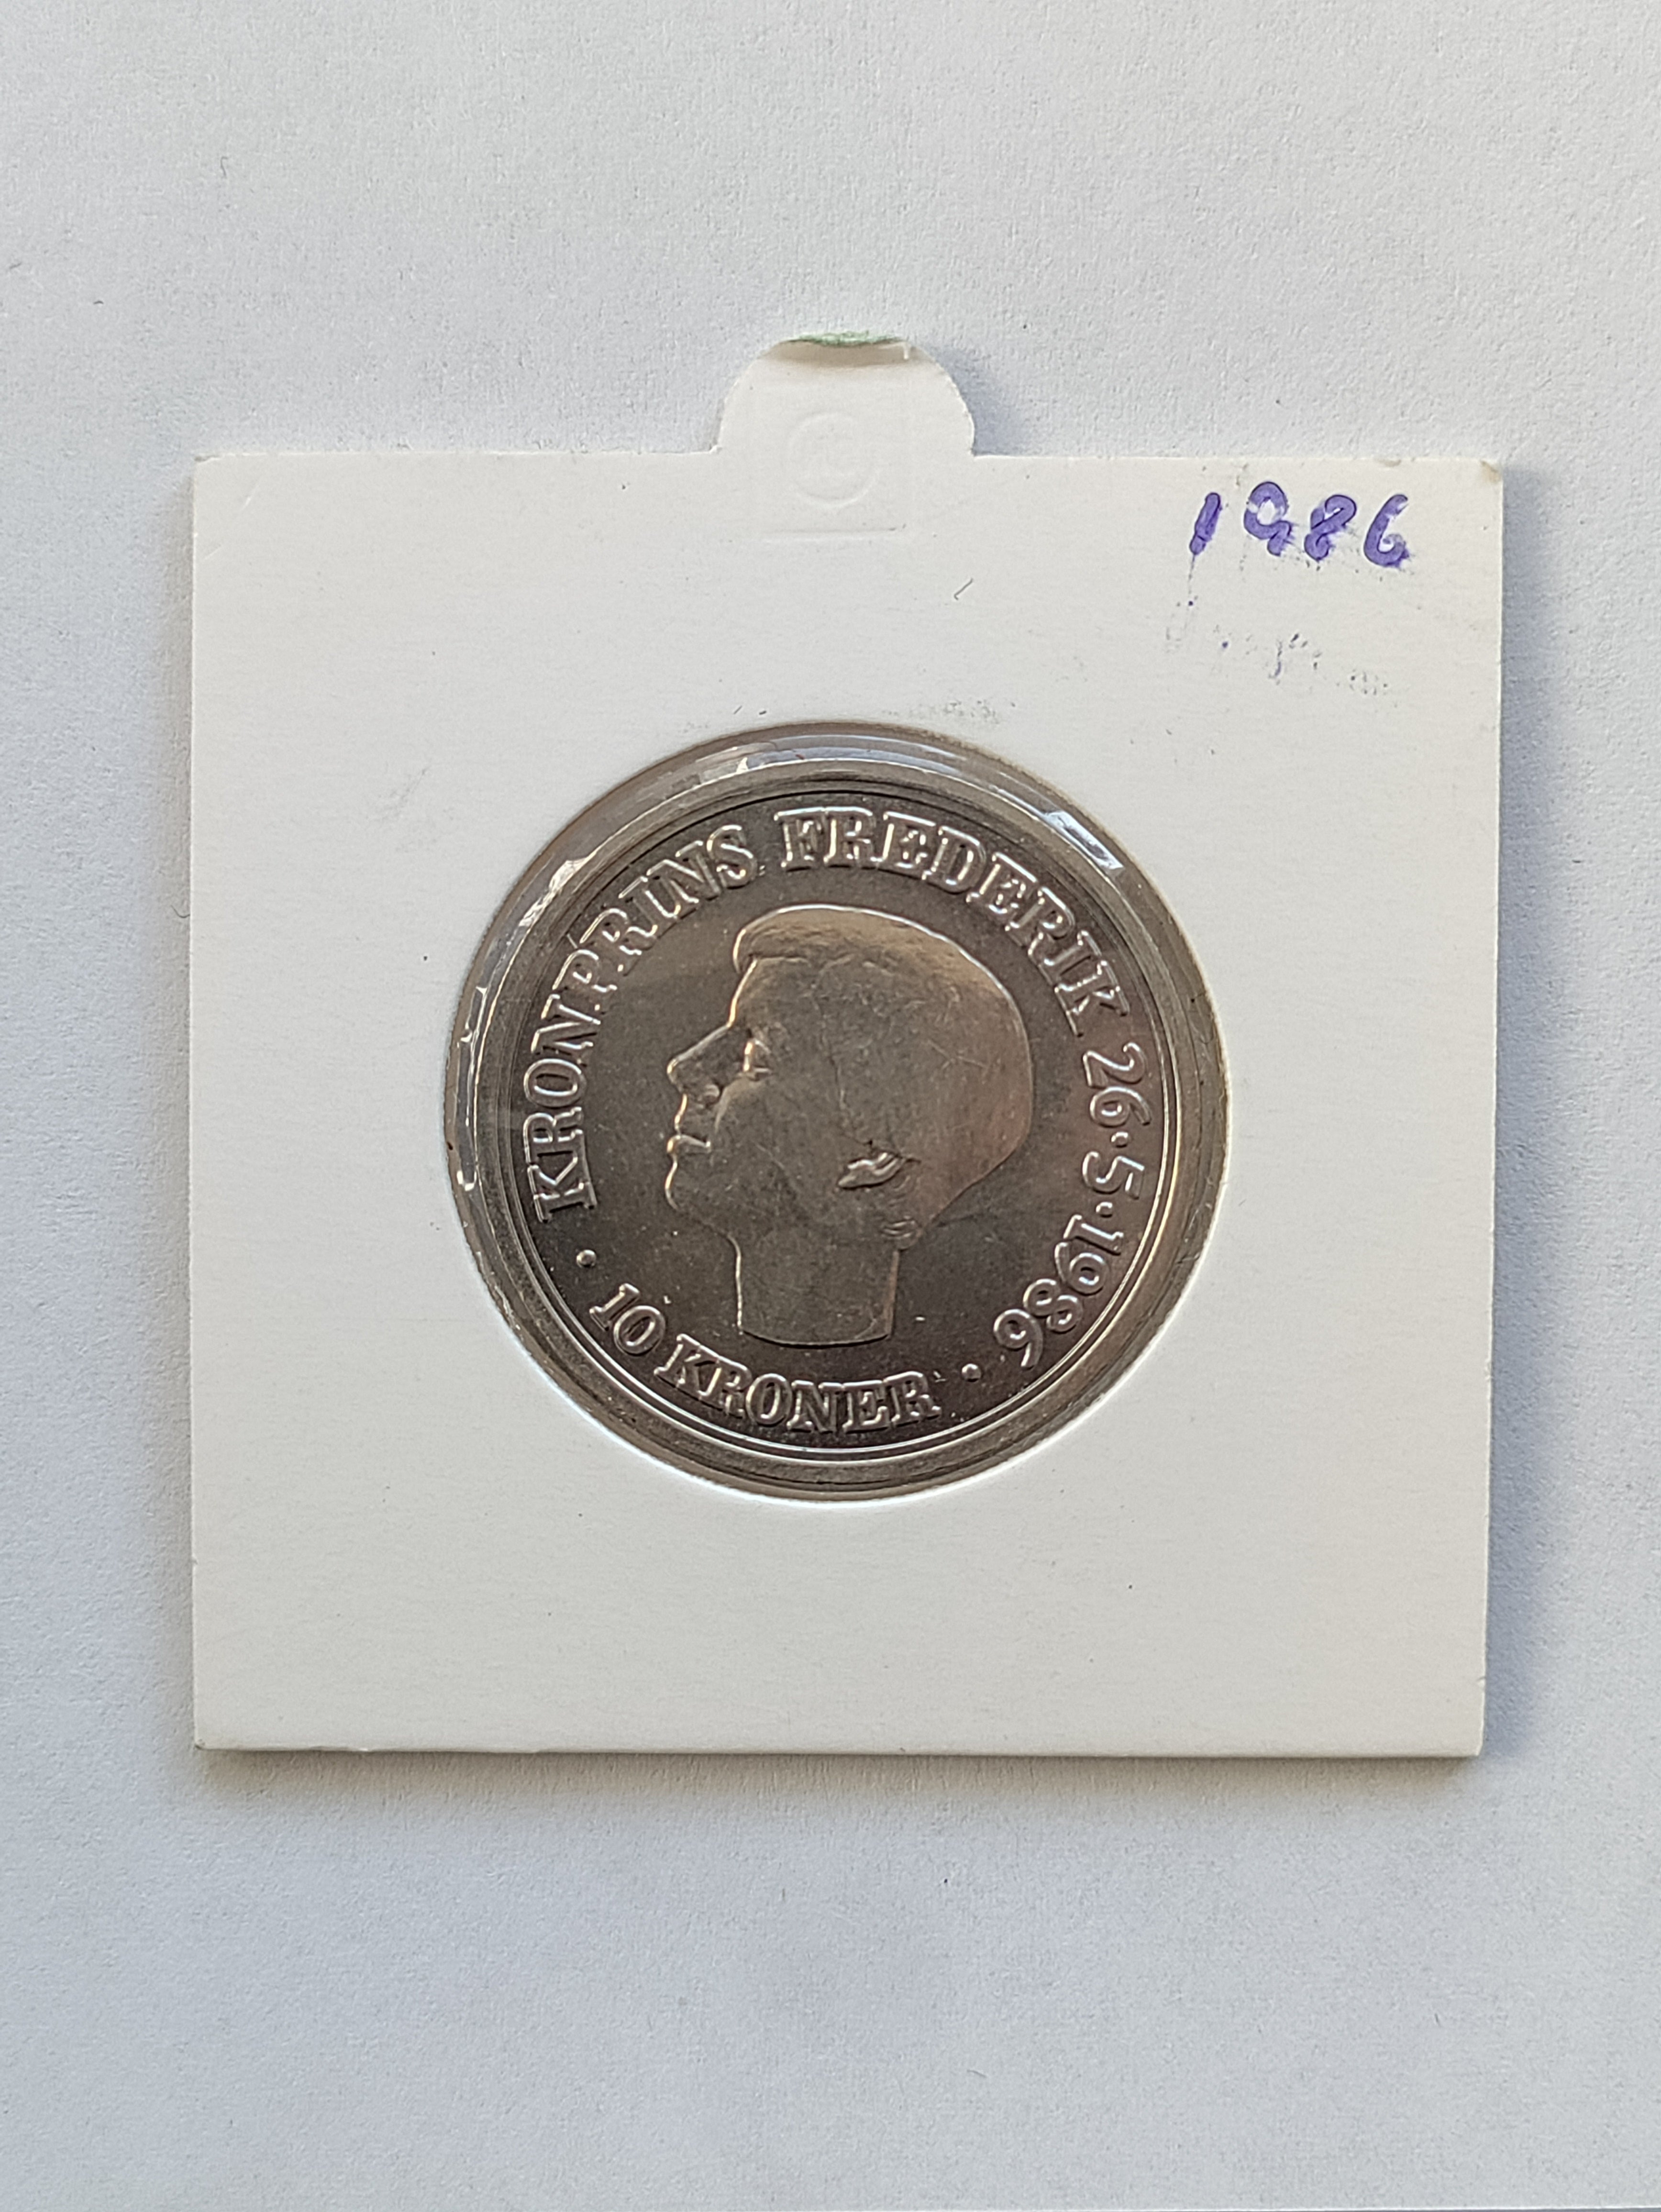 1986
KRONPRINS FREDERIK 26·5·1986
· 10 KRONER ·